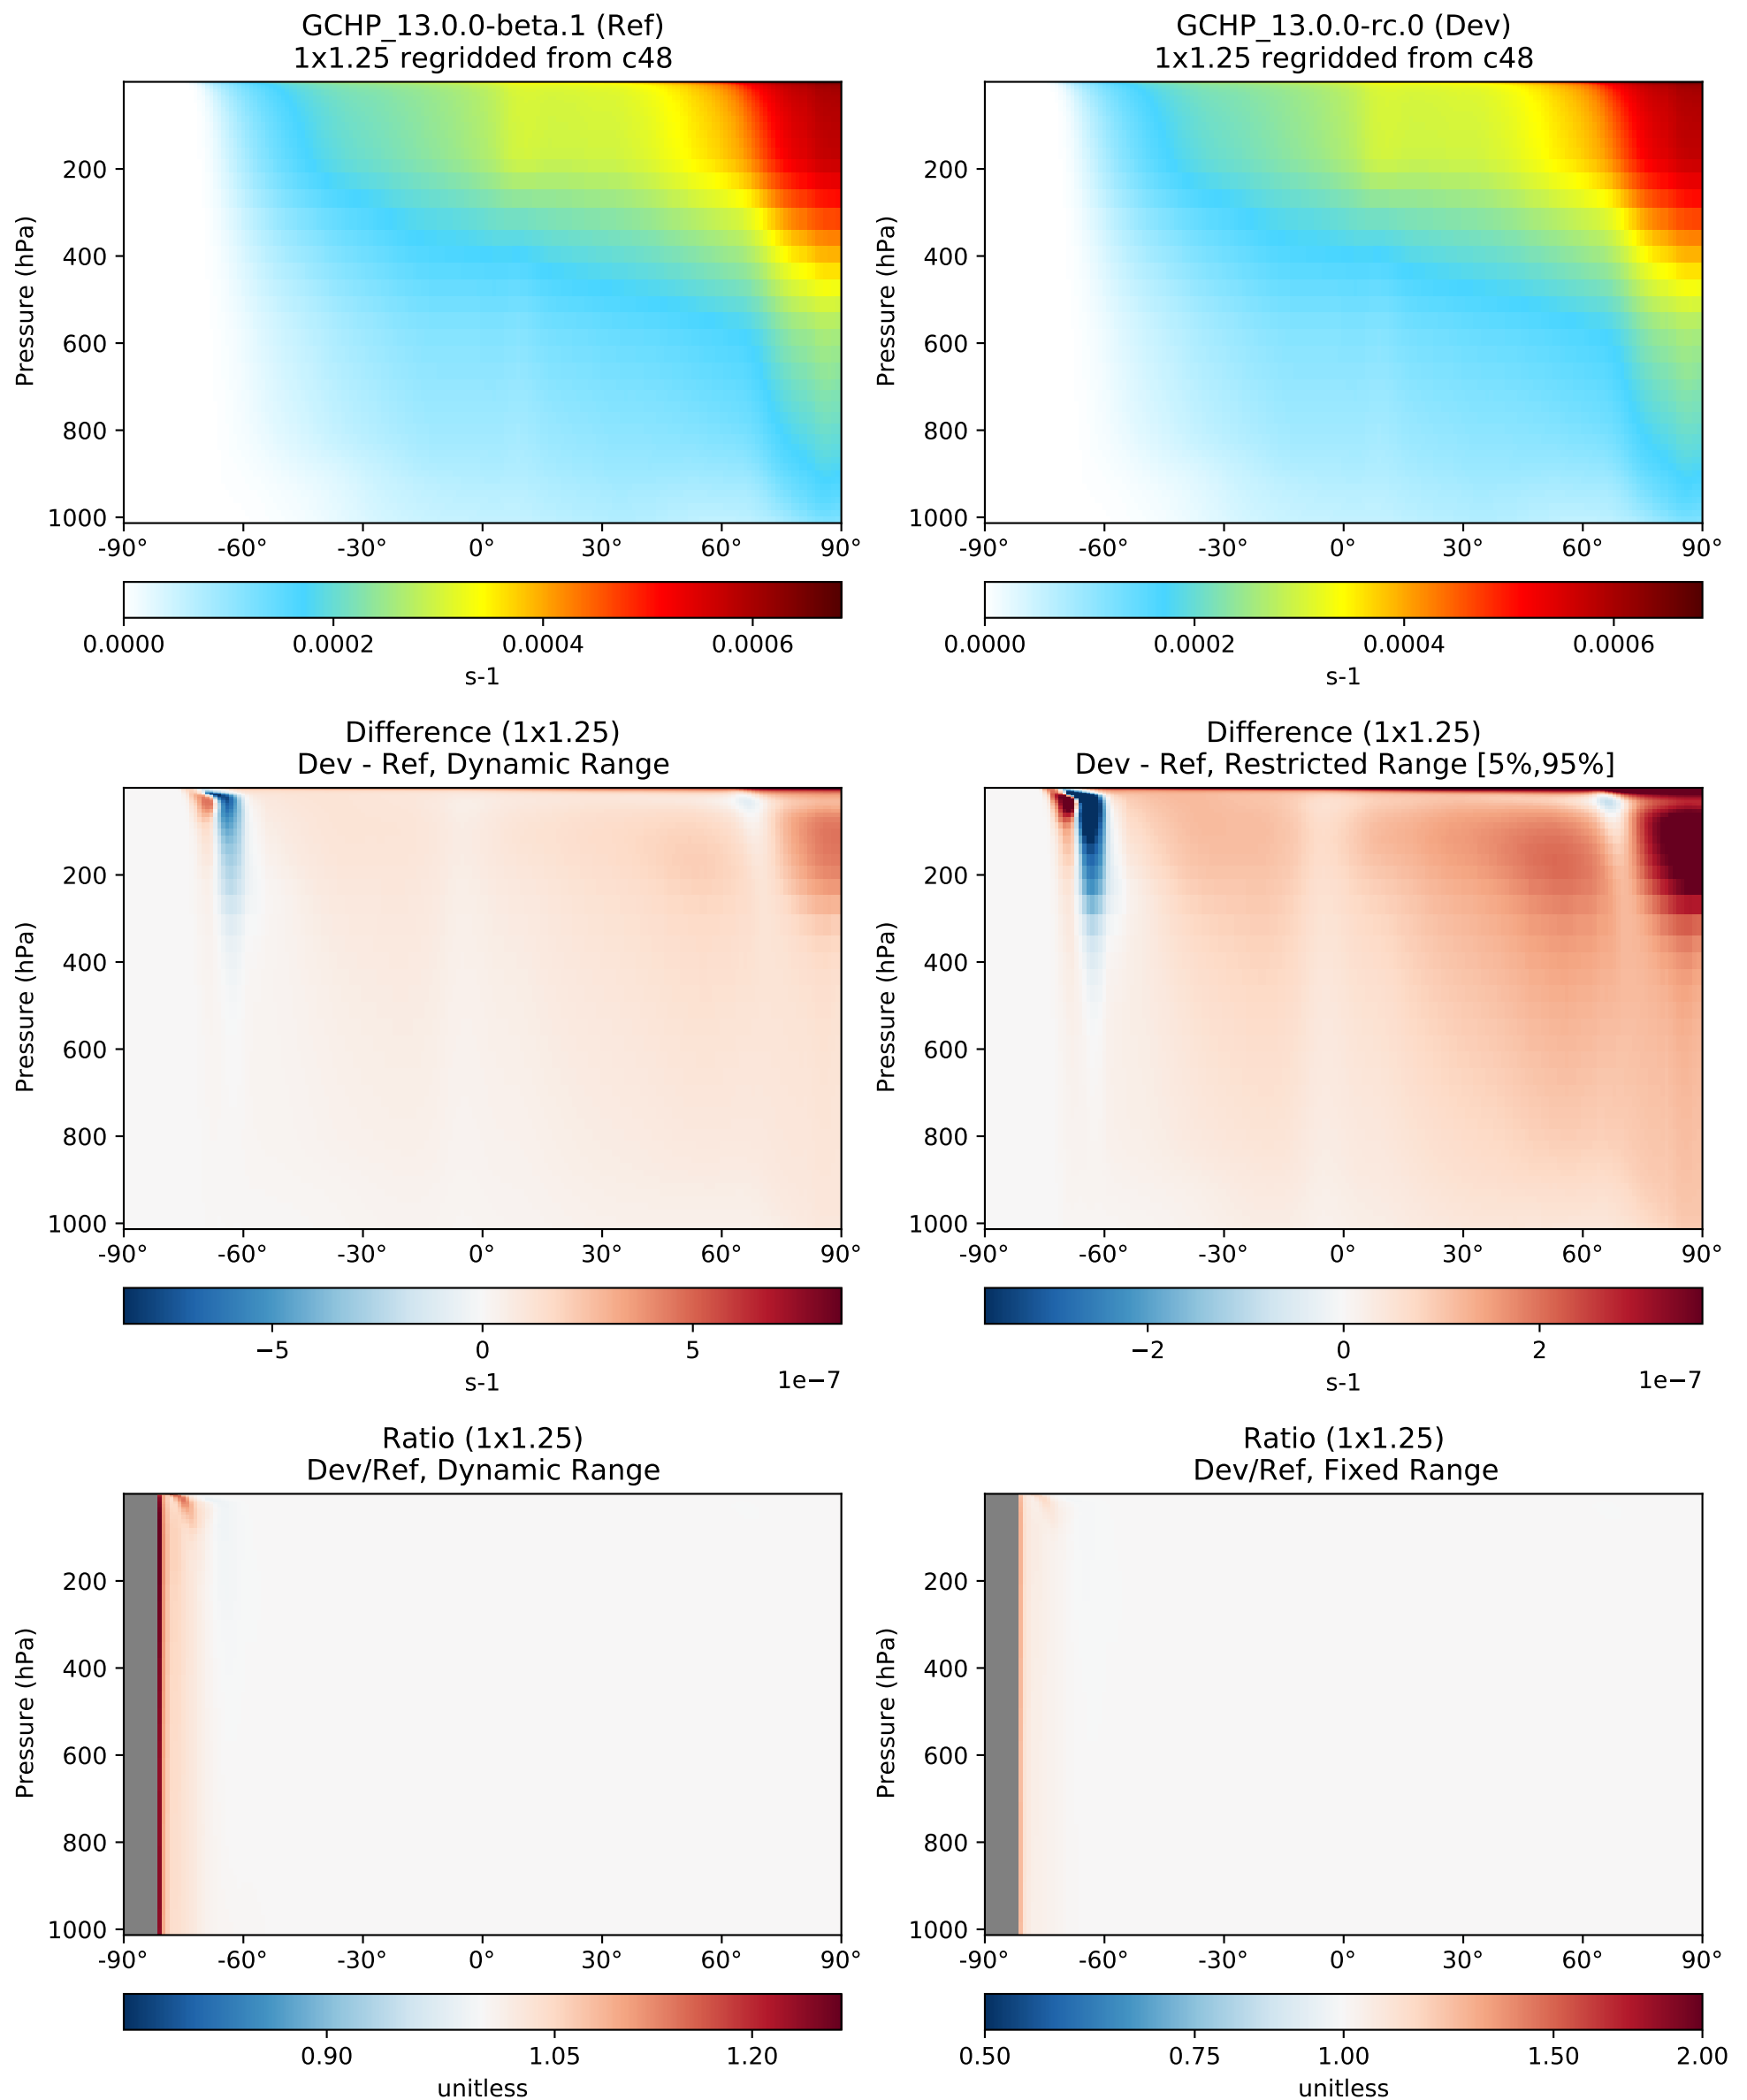 GCHP_13.0.0-beta.1 (Ref)
1x1.25 regridded from c48
Pressure (hPa)
200
400
600
800
1000
-90° -60° -30° 0° 30° 60° 90°
0.0000 0.0002 0.0004 0.0006
s-1
GCHP_13.0.0-rc.0 (Dev)
1x1.25 regridded from c48
Pressure (hPa)
200
400
600
800
1000
-90° -60° -30° 0° 30° 60° 90°
0.0000 0.0002 0.0004 0.0006
s-1
Difference (1x1.25)
Dev - Ref, Dynamic Range
Pressure (hPa)
200
400
600
800
1000
-90° -60° -30° 0° 30° 60° 90°
−5 0 5
s-1 1e−7
Difference (1x1.25)
Dev - Ref, Restricted Range [5%,95%]
Pressure (hPa)
200
400
600
800
1000
-90° -60° -30° 0° 30° 60° 90°
−2 0 2
s-1 1e−7
Ratio (1x1.25)
Dev/Ref, Dynamic Range
Pressure (hPa)
200
400
600
800
1000
-90° -60° -30° 0° 30° 60° 90°
0.90 1.05 1.20
unitless
Ratio (1x1.25)
Dev/Ref, Fixed Range
Pressure (hPa)
200
400
600
800
1000
-90° -60° -30° 0° 30° 60° 90°
0.50 0.75 1.00 1.50 2.00
unitless